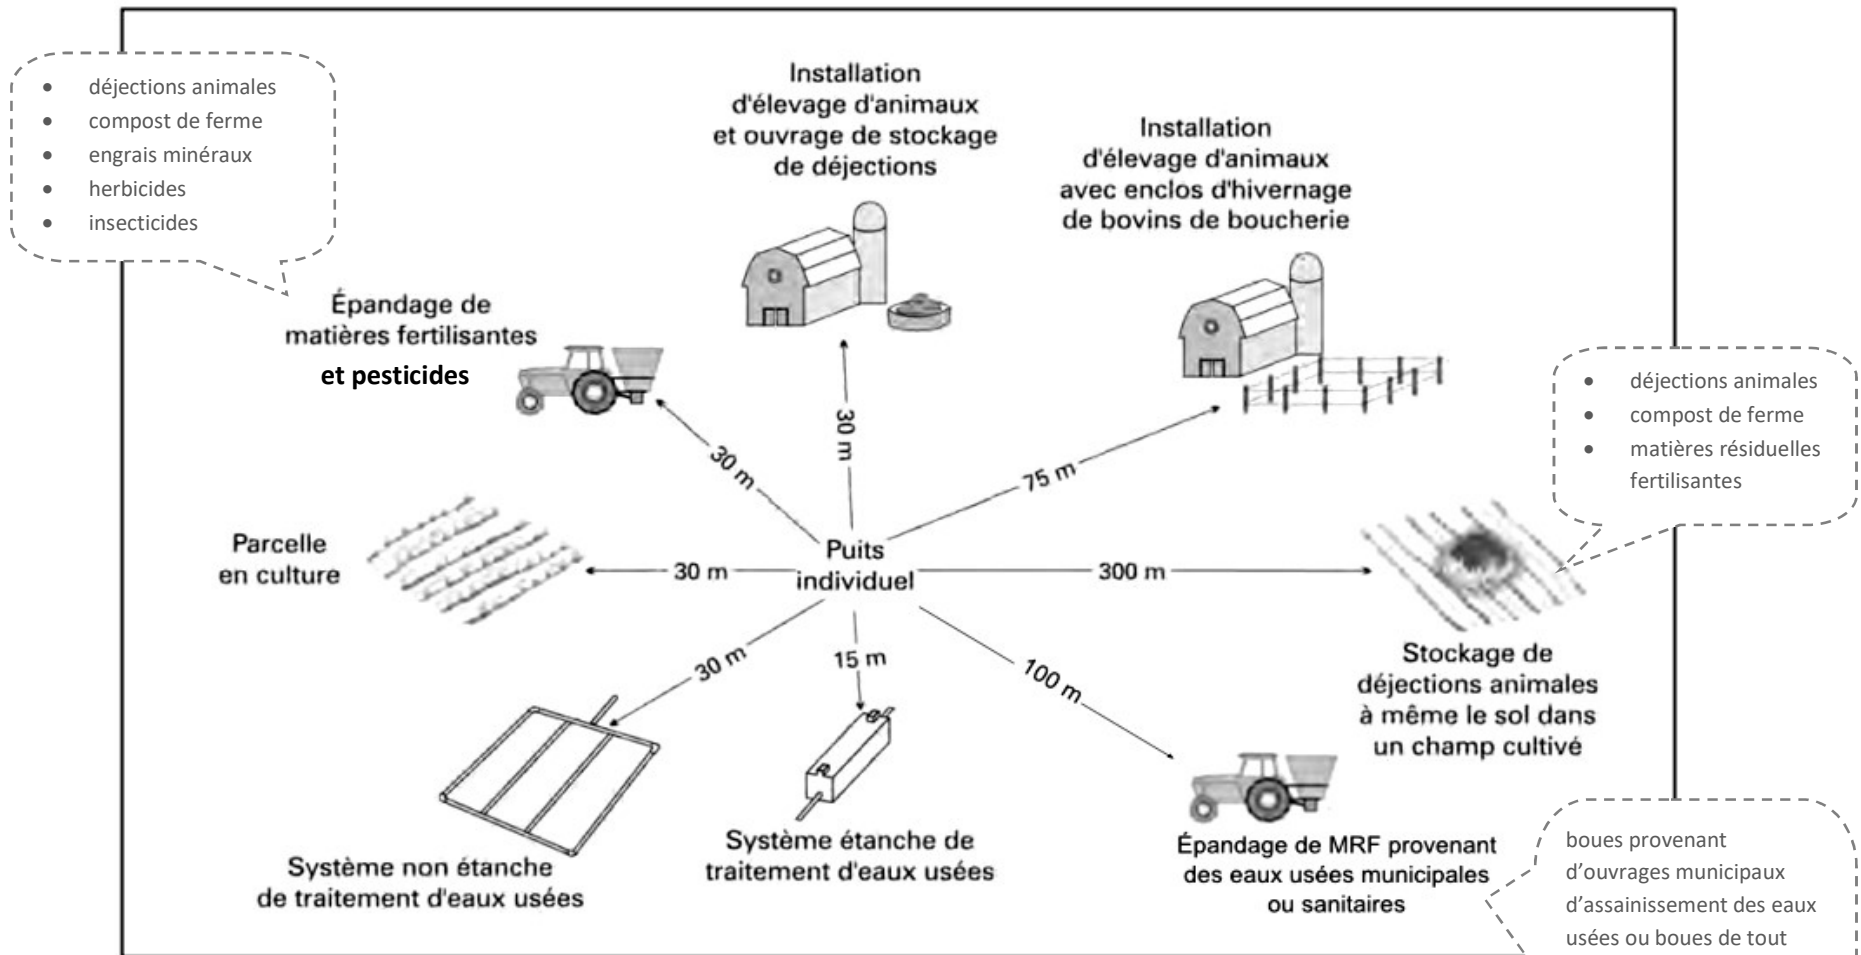 déjections animales
compost de ferme
engrais minéraux
herbicides
insecticides
Installation
d'élevage d'animaux
et ouvrage de stockage
de déjections
Installation
d'élevage d'animaux
avec enclos d'hivernage
de bovins de boucherie
Épandage de
matières fertilisantes
et pesticides
déjections animales
compost de ferme
matières résiduelles
fertilisantes
30 m
30 m
75 m
Parcelle
en culture
30 m
Puits
individuel
300 m
30 m
15 m
100 m
Stockage de
déjections animales
à même le sol dans
un champ cultivé
Système non étanche
de traitement d'eaux usées
Système étanche de
traitement d'eaux usées
Épandage de MRF provenant
des eaux usées municipales
ou sanitaires
boues provenant
d'ouvrages municipaux
d'assainissement des eaux
usées ou boues de tout